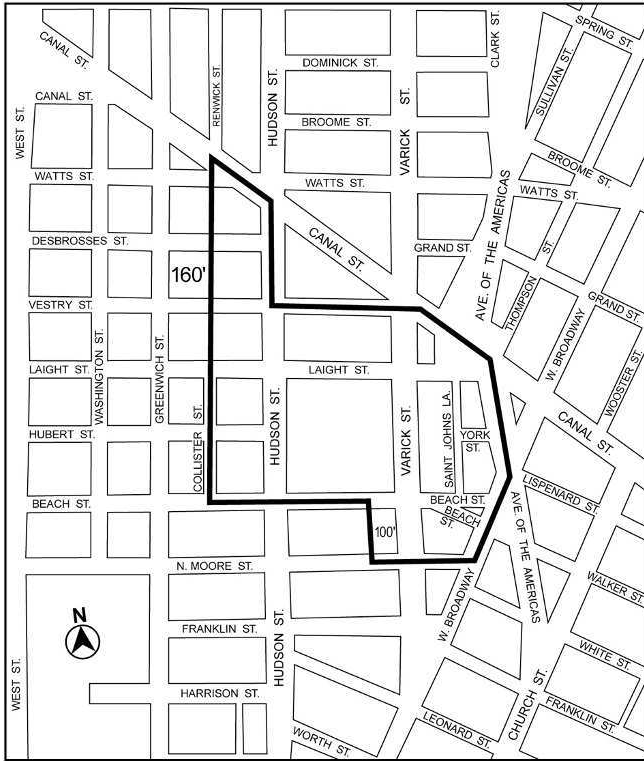 SPRING ST.
CANAL ST.
CLARK ST.
SULLIVAN ST.
DOMINICK ST.
RENWICK ST.
HUDSON ST.
CANAL ST.
WEST ST.
VARICK ST.
BROOME ST.
BROOME ST.
WATTS ST.
WATTS ST.
WATTS ST.
AVE. OF THE AMERICAS
DESBROSSES ST.
CANAL ST.
GRAND ST.
160'
THOMPSON ST.
GRAND ST.
VESTRY ST.
W. BROADWAY
WASHINGTON ST.
GREENWICH ST.
LAIGHT ST.
LAIGHT ST.
WOOSTER ST.
COLLISTER ST.
HUDSON ST.
VARICK ST.
SAINT JOHNS LA.
YORK
ST.
CANAL ST.
HUBERT ST.
LISPENARD ST.
BEACH ST.
BEACH ST.
BEACH
ST.
AVE. OF THE AMERICAS
100'
N. MOORE ST.
W. BROADWAY
WALKER ST.
N
FRANKLIN ST.
HUDSON ST.
WHITE ST.
WEST ST.
HARRISON ST.
CHURCH ST.
FRANKLIN ST.
LEONARD ST.
WORTH ST.